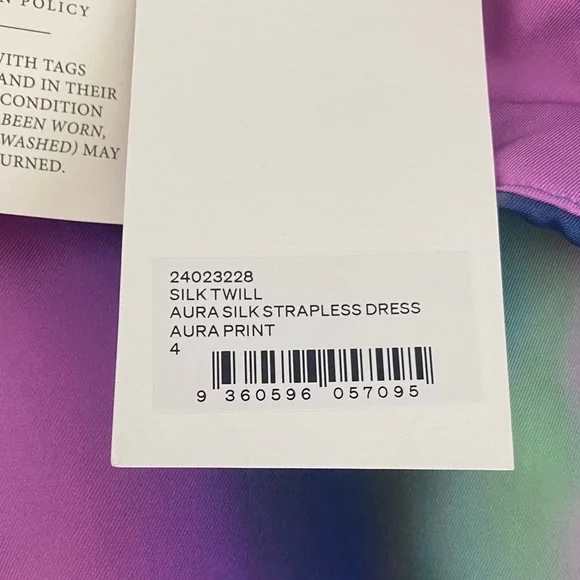 N POLICY
WITH TAGS
AND IN THEIR
CONDITION
BEEN WORN,
WASHED) MAY
URNED.
24023228
SILK TWILL
AURA SILK STRAPLESS DRESS
AURA PRINT
4
9 360596 057095